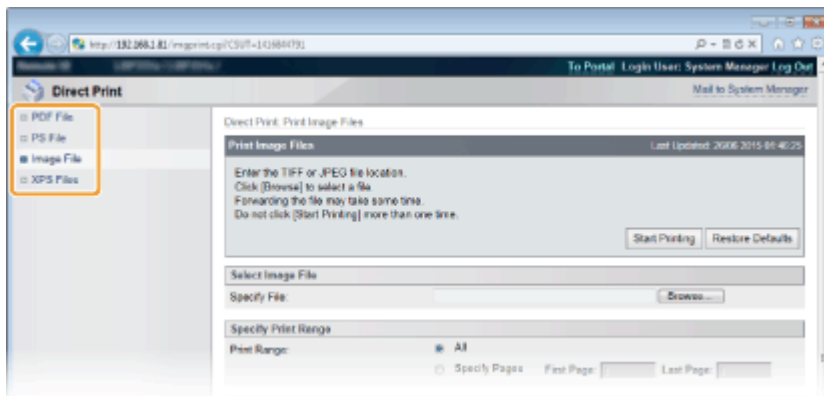 http://192.168.1.81/imgprint.cgi?CSUT=1416844791
To Portal Login User: System Manager Log Out
Direct Print
Mail to System Manager
PDF File
PS File
Image File
XPS Files
Direct Print: Print Image Files
Print Image Files
Last Updated: 26/06 2015 01:46:25
Enter the TIFF or JPEG file location.
Click [Browse] to select a file.
Forwarding the file may take some time.
Do not click [Start Printing] more than one time.
Start Printing Restore Defaults
Select Image File
Specify File: Browse...
Specify Print Range
Print Range: All
Specify Pages First Page: Last Page: